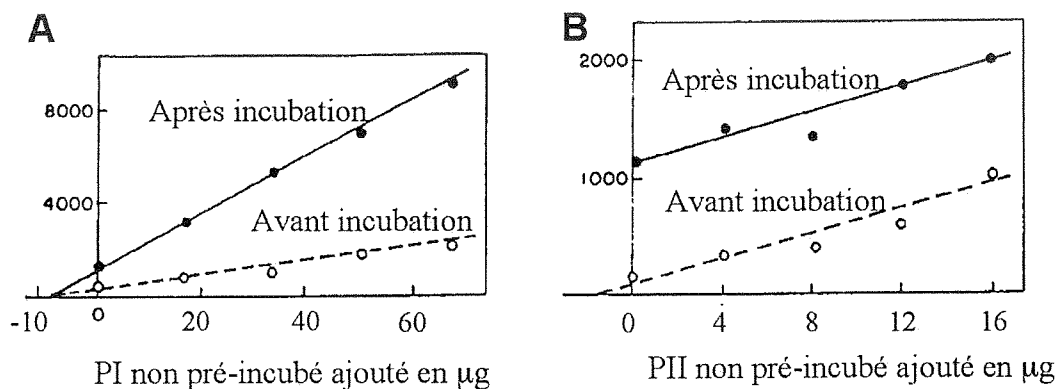 A
8000
4000
Après incubation
Avant incubation
-10 0 20 40 60
PI non pré-incubé ajouté en µg
B
2000
1000
Après incubation
Avant incubation
0 4 8 12 16
PII non pré-incubé ajouté en µg